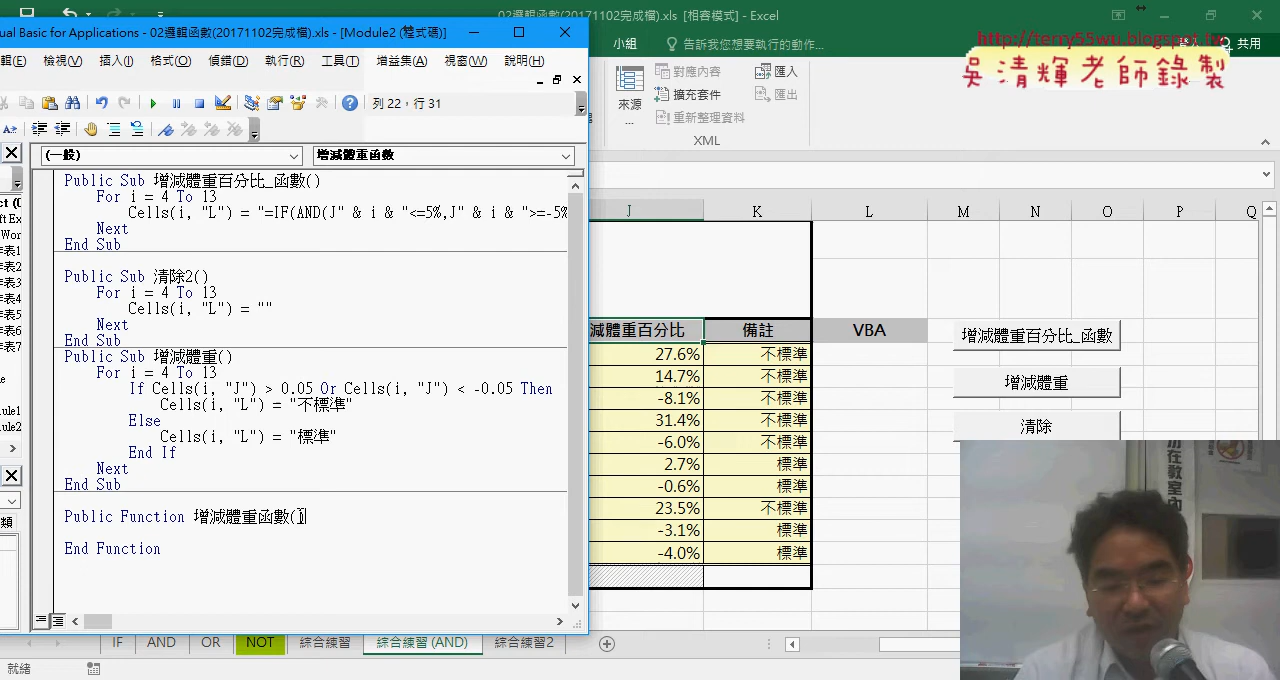 02邏輯函數(20171102完成檔).xls [相容模式] - Excel
ual Basic for Applications - 02邏輯函數(20171102完成檔).xls - [Module2 (程式碼)]
小組
告訴我您想要執行的動作...
共用
http://terry55wu.blogspot.tw
吳清輝老師錄製
輯(E) 檢視(V) 插入(I) 格式(O) 偵錯(D) 執行(R) 工具(T) 增益集(A) 視窗(W) 說明(H)
列 22，行 31
來源
...
對應內容
擴充套件
重新整理資料
匯入
匯出
XML
(一般)
增減體重函數
Public Sub 增減體重百分比_函數()
For i = 4 To 13
Cells(i, "L") = "=IF(AND(J" & i & "<=5%,J" & i & ">=-5%
Next
End Sub
Public Sub 清除2()
For i = 4 To 13
Cells(i, "L") = ""
Next
End Sub
Public Sub 增減體重()
For i = 4 To 13
If Cells(i, "J") > 0.05 Or Cells(i, "J") < -0.05 Then
Cells(i, "L") = "不標準"
Else
Cells(i, "L") = "標準"
End If
Next
End Sub
Public Function 增減體重函數()
End Function
J K L M N O P Q
減體重百分比 備註 VBA
27.6% 不標準
14.7% 不標準
-8.1% 不標準
31.4% 不標準
-6.0% 不標準
2.7% 標準
-0.6% 標準
23.5% 不標準
-3.1% 標準
-4.0% 標準
增減體重百分比_函數
增減體重
清除
IF AND OR NOT 綜合練習 綜合練習 (AND) 綜合練習2
就緒